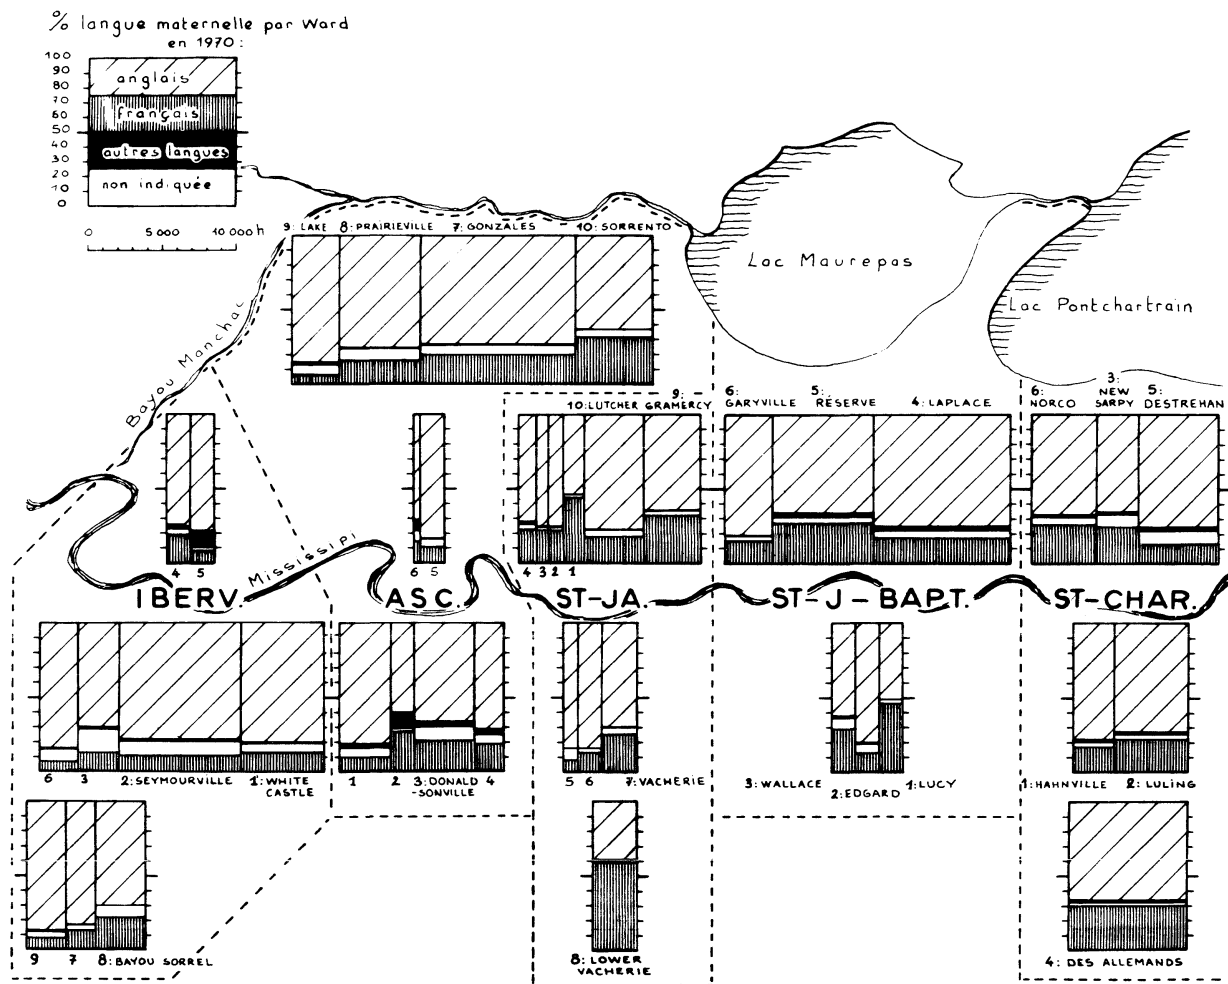 % langue maternelle par Ward
en 1970 :
100
90
80
70
60
50
40
30
20
10
0
anglais
français
autres langues
non indiquée
0 5 000 10 000 h
9: LAKE 8: PRAIRIEVILLE 7: GONZALES 10: SORRENTO
Lac Maurepas
Lac Pontchartrain
Bayou Manchac
9:
10: LUTCHER GRAMERCY
6: GARYVILLE
5: RÉSERVE
4: LAPLACE
6: NORCO
3: NEW SARPY
5: DESTREHAN
4 5
6 5
4 3 2 1
Mississipi
IBERV. ASC. ST-JA. ST-J-BAPT. ST-CHAR.
6 3 2: SEYMOURVILLE 1: WHITE CASTLE
1 2 3: DONALD-SONVILLE 4
5 6 7: VACHERIE
3: WALLACE
2: EDGARD
1: LUCY
1: HAHNVILLE 2: LULING
9 7 8: BAYOU SORREL
8: LOWER VACHERIE
4: DES ALLEMANDS